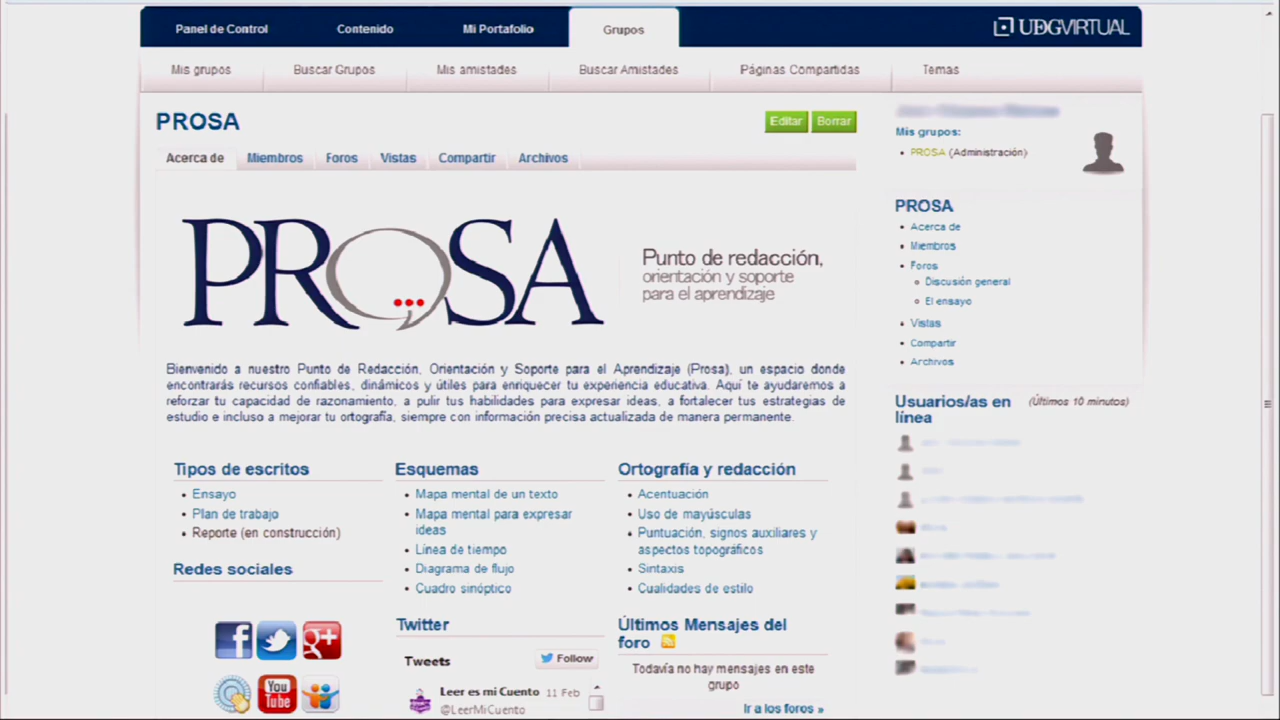 Panel de Control
Contenido
Mi Portafolio
Grupos
UDGVIRTUAL
Mis grupos
Buscar Grupos
Mis amistades
Buscar Amistades
Páginas Compartidas
Temas
PROSA
Editar
Borrar
Acerca de
Miembros
Foros
Vistas
Compartir
Archivos
PROSA
Punto de redacción,
orientación y soporte
para el aprendizaje
Bienvenido a nuestro Punto de Redacción, Orientación y Soporte para el Aprendizaje (Prosa), un espacio donde
encontrarás recursos confiables, dinámicos y útiles para enriquecer tu experiencia educativa. Aquí te ayudaremos a
reforzar tu capacidad de razonamiento, a pulir tus habilidades para expresar ideas, a fortalecer tus estrategias de
estudio e incluso a mejorar tu ortografía, siempre con información precisa actualizada de manera permanente.
Tipos de escritos
• Ensayo
• Plan de trabajo
• Reporte (en construcción)
Redes sociales
You
Tube
Esquemas
• Mapa mental de un texto
• Mapa mental para expresar
ideas
• Línea de tiempo
• Diagrama de flujo
• Cuadro sinóptico
Twitter
Tweets
Follow
Leer es mi Cuento 11 Feb
@LeerMiCuento
Ortografía y redacción
• Acentuación
• Uso de mayúsculas
• Puntuación, signos auxiliares y
aspectos topográficos
• Sintaxis
• Cualidades de estilo
Últimos Mensajes del
foro
Todavía no hay mensajes en este
grupo
Ir a los foros »
Mis grupos:
• PROSA (Administración)
PROSA
• Acerca de
• Miembros
• Foros
Discusión general
El ensayo
• Vistas
• Compartir
• Archivos
Usuarios/as en
línea
(Últimos 10 minutos)